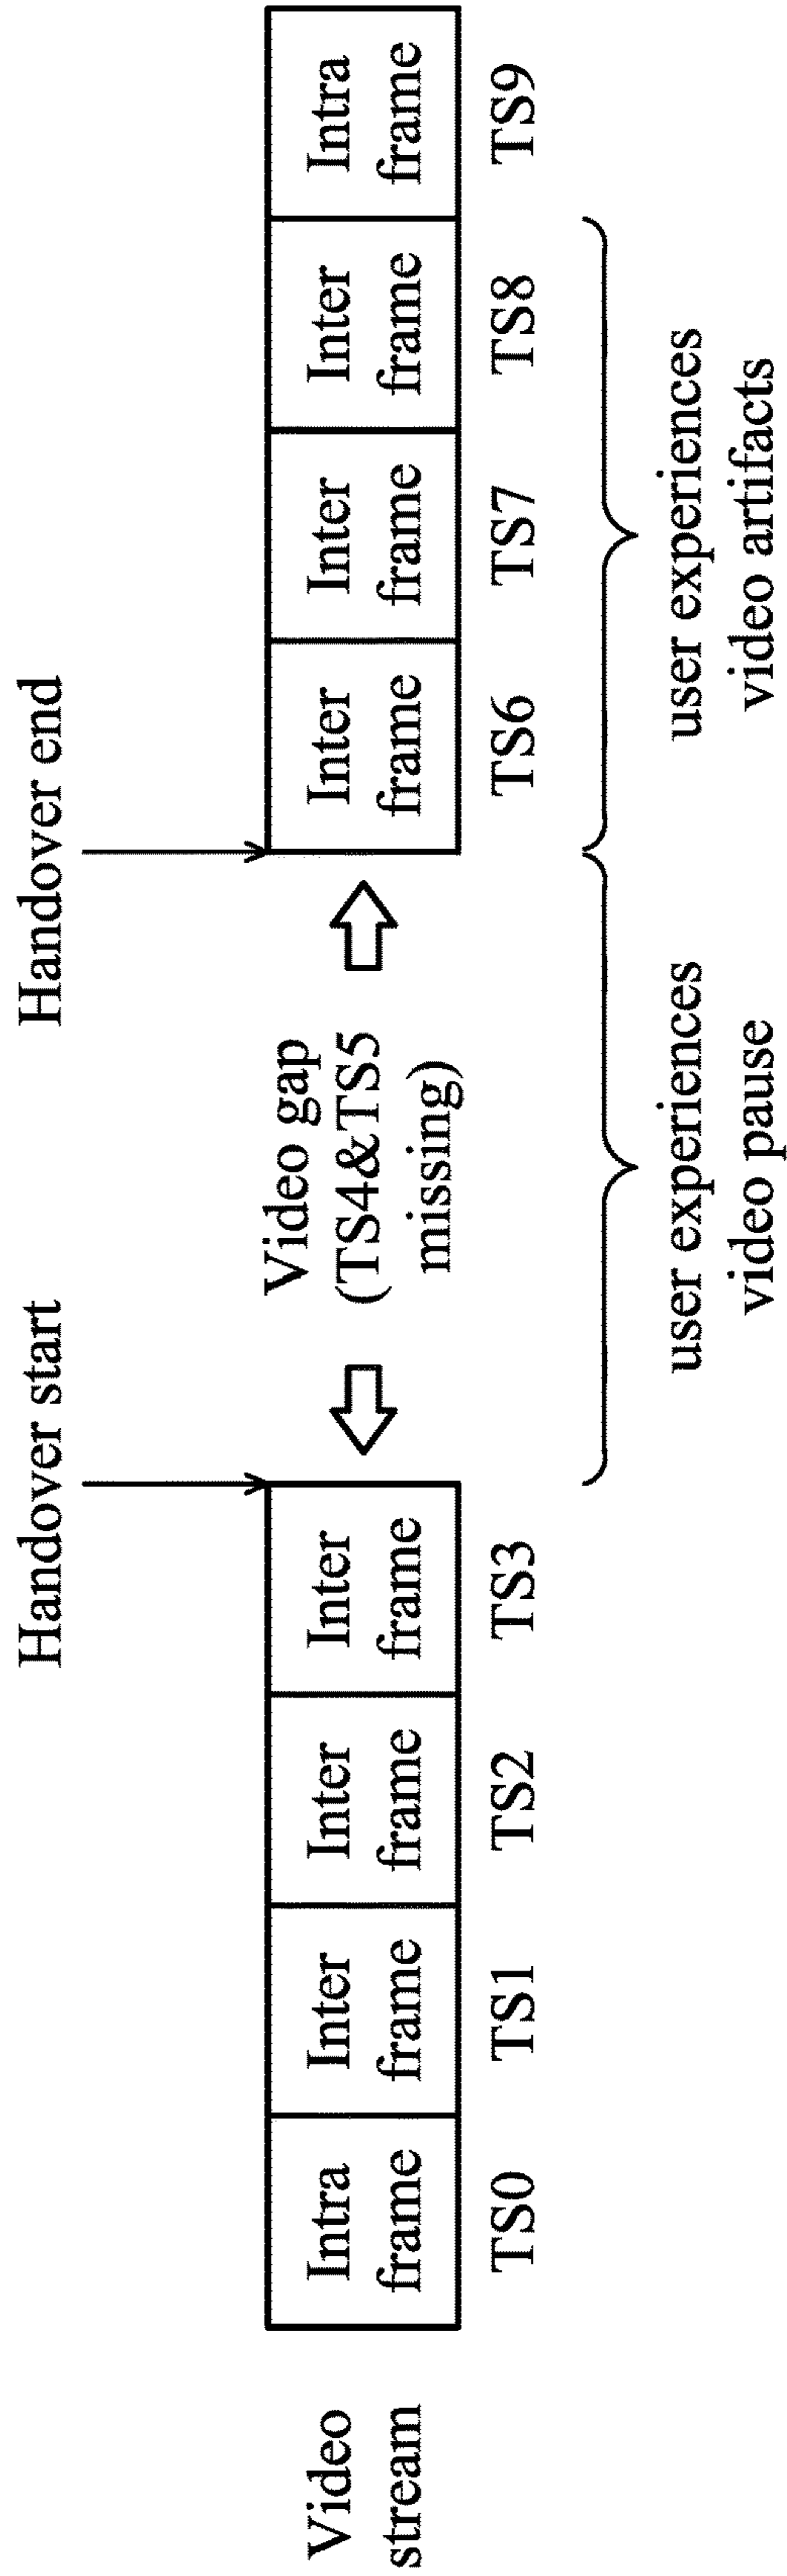 Handover start
Handover end
Video
stream
Intra
frame
Inter
frame
Inter
frame
Inter
frame
Video gap
(TS4&TS5
missing)
Inter
frame
Inter
frame
Inter
frame
Intra
frame
TS0
TS1
TS2
TS3
TS6
TS7
TS8
TS9
user experiences
video pause
user experiences
video artifacts